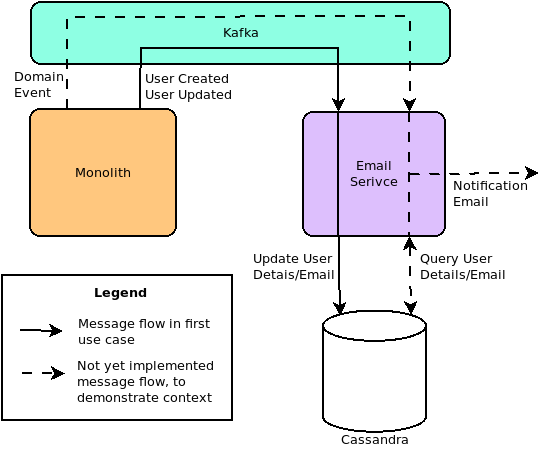 Kafka
Domain
Event
User Created
User Updated
Monolith
Email
Serivce
Notification
Email
Update User
Detais/Email
Query User
Details/Email
Legend
Message flow in first
use case
Not yet implemented
message flow, to
demonstrate context
Cassandra